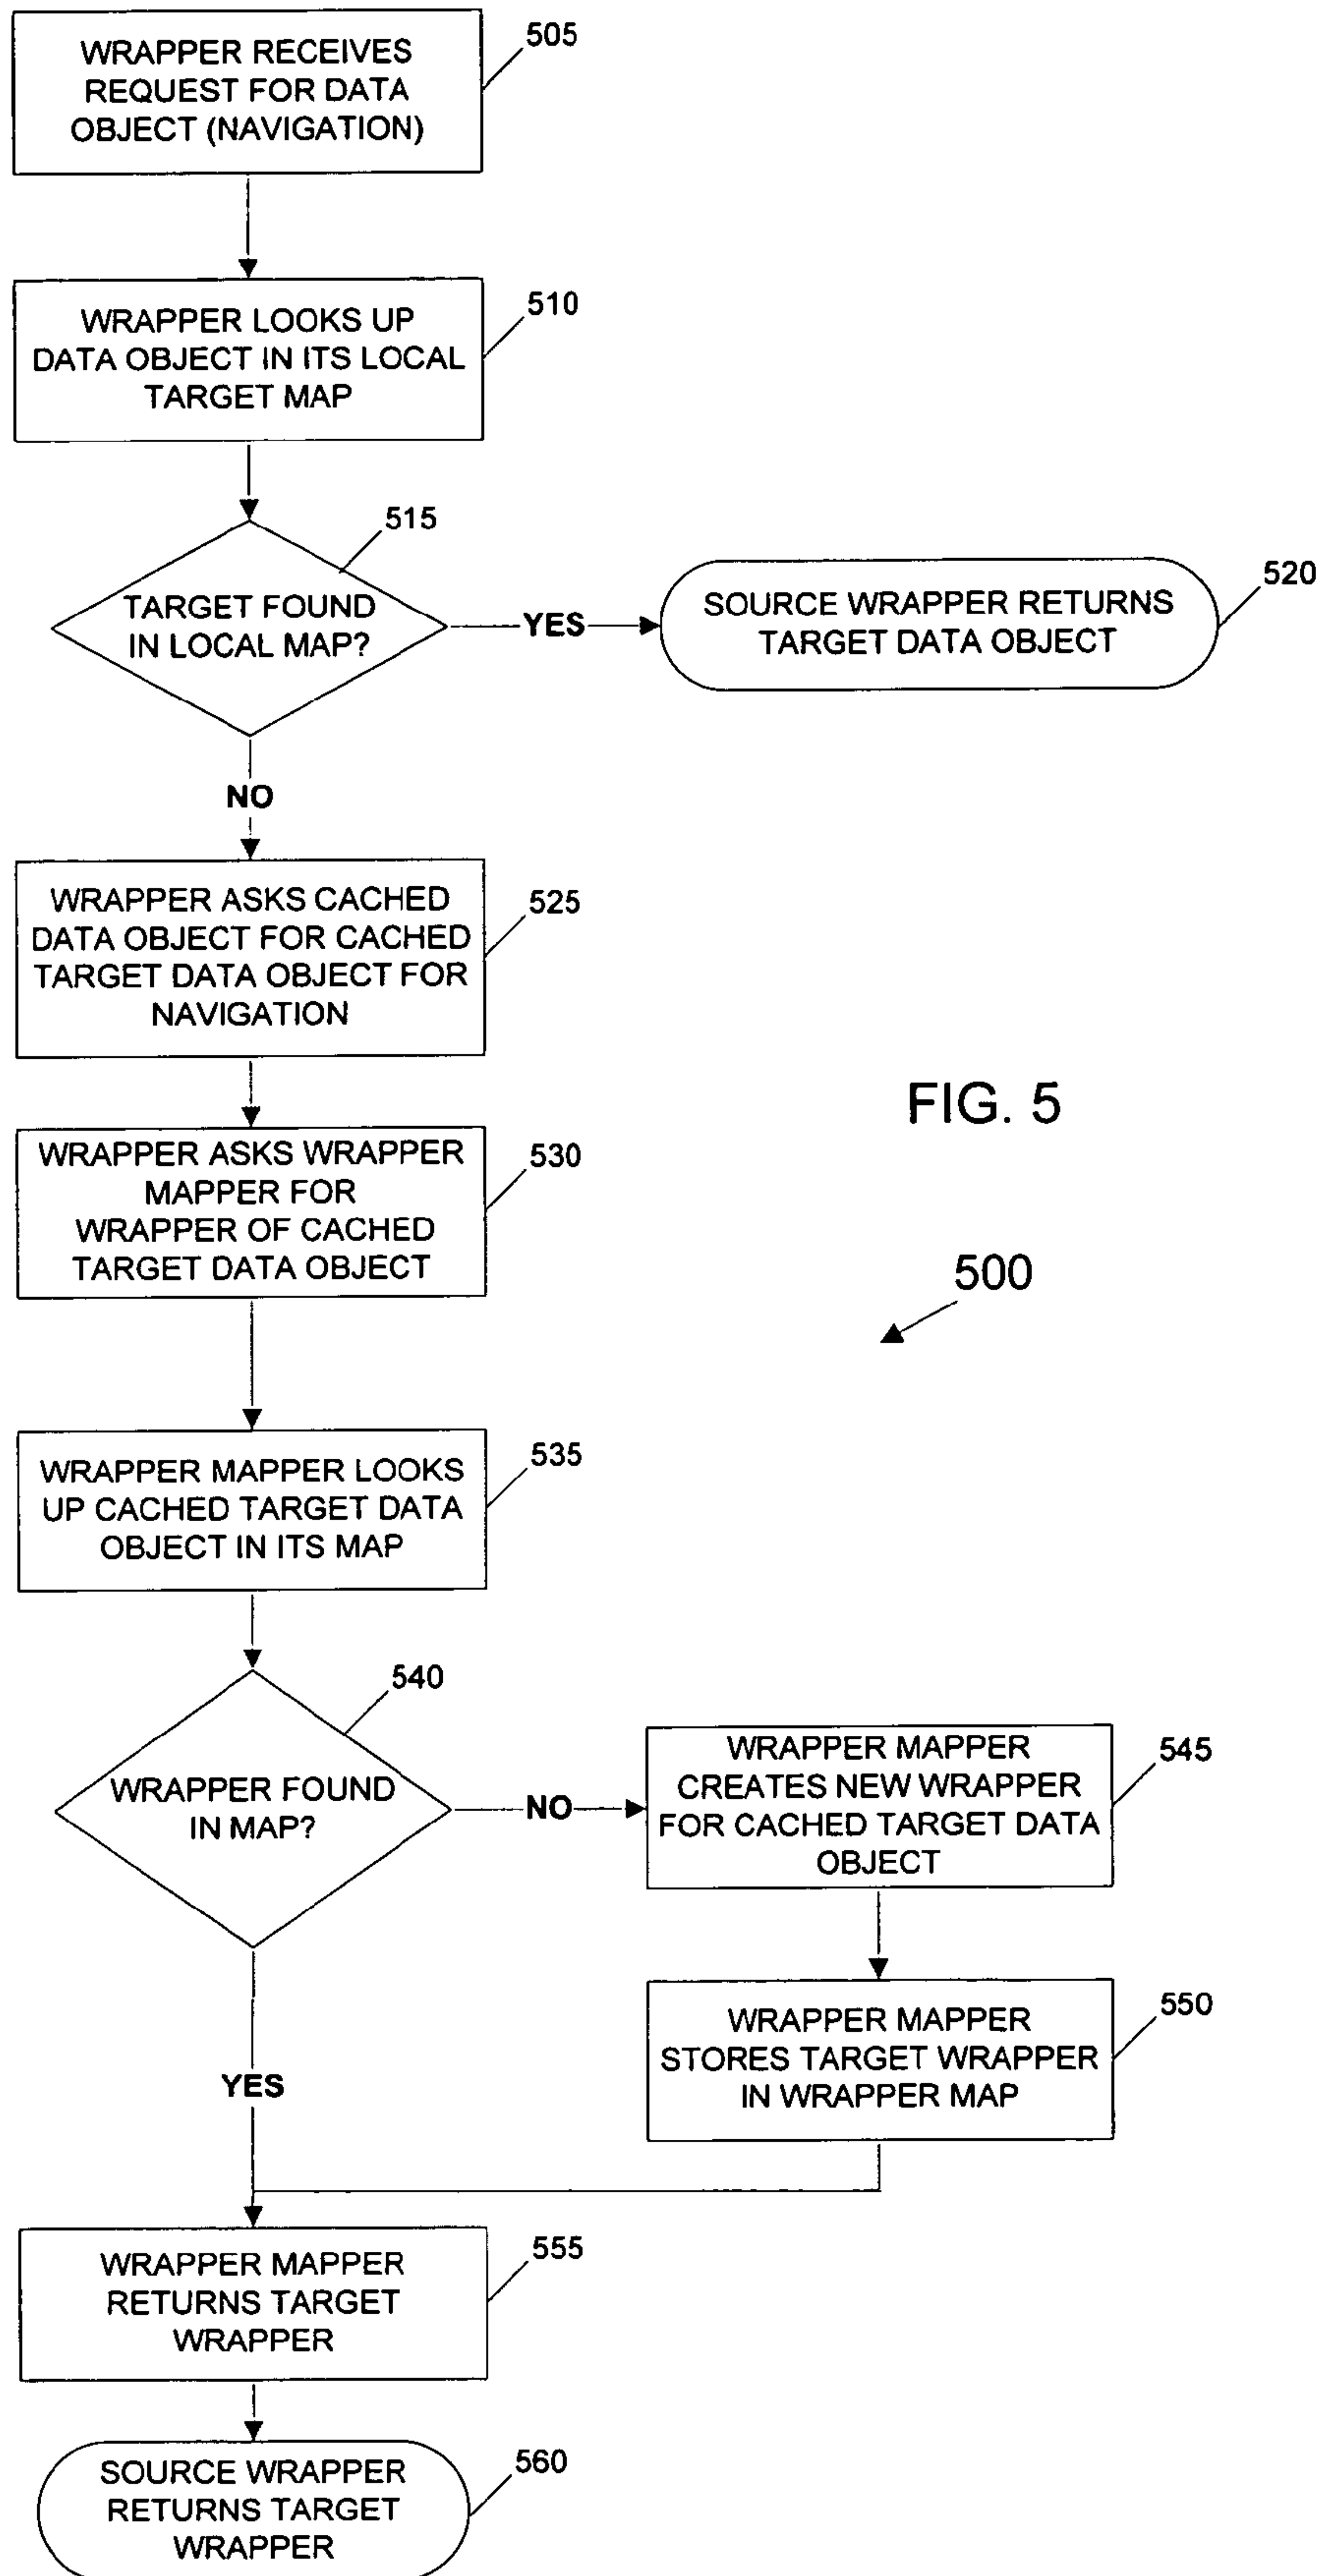 WRAPPER RECEIVES
REQUEST FOR DATA
OBJECT (NAVIGATION)
505
WRAPPER LOOKS UP
DATA OBJECT IN ITS LOCAL
TARGET MAP
510
515
TARGET FOUND
IN LOCAL MAP?
YES
SOURCE WRAPPER RETURNS
TARGET DATA OBJECT
520
NO
WRAPPER ASKS CACHED
DATA OBJECT FOR CACHED
TARGET DATA OBJECT FOR
NAVIGATION
525
FIG. 5
WRAPPER ASKS WRAPPER
MAPPER FOR
WRAPPER OF CACHED
TARGET DATA OBJECT
530
500
WRAPPER MAPPER LOOKS
UP CACHED TARGET DATA
OBJECT IN ITS MAP
535
540
WRAPPER FOUND
IN MAP?
NO
WRAPPER MAPPER
CREATES NEW WRAPPER
FOR CACHED TARGET DATA
OBJECT
545
WRAPPER MAPPER
STORES TARGET WRAPPER
IN WRAPPER MAP
550
YES
WRAPPER MAPPER
RETURNS TARGET
WRAPPER
555
SOURCE WRAPPER
RETURNS TARGET
WRAPPER
560